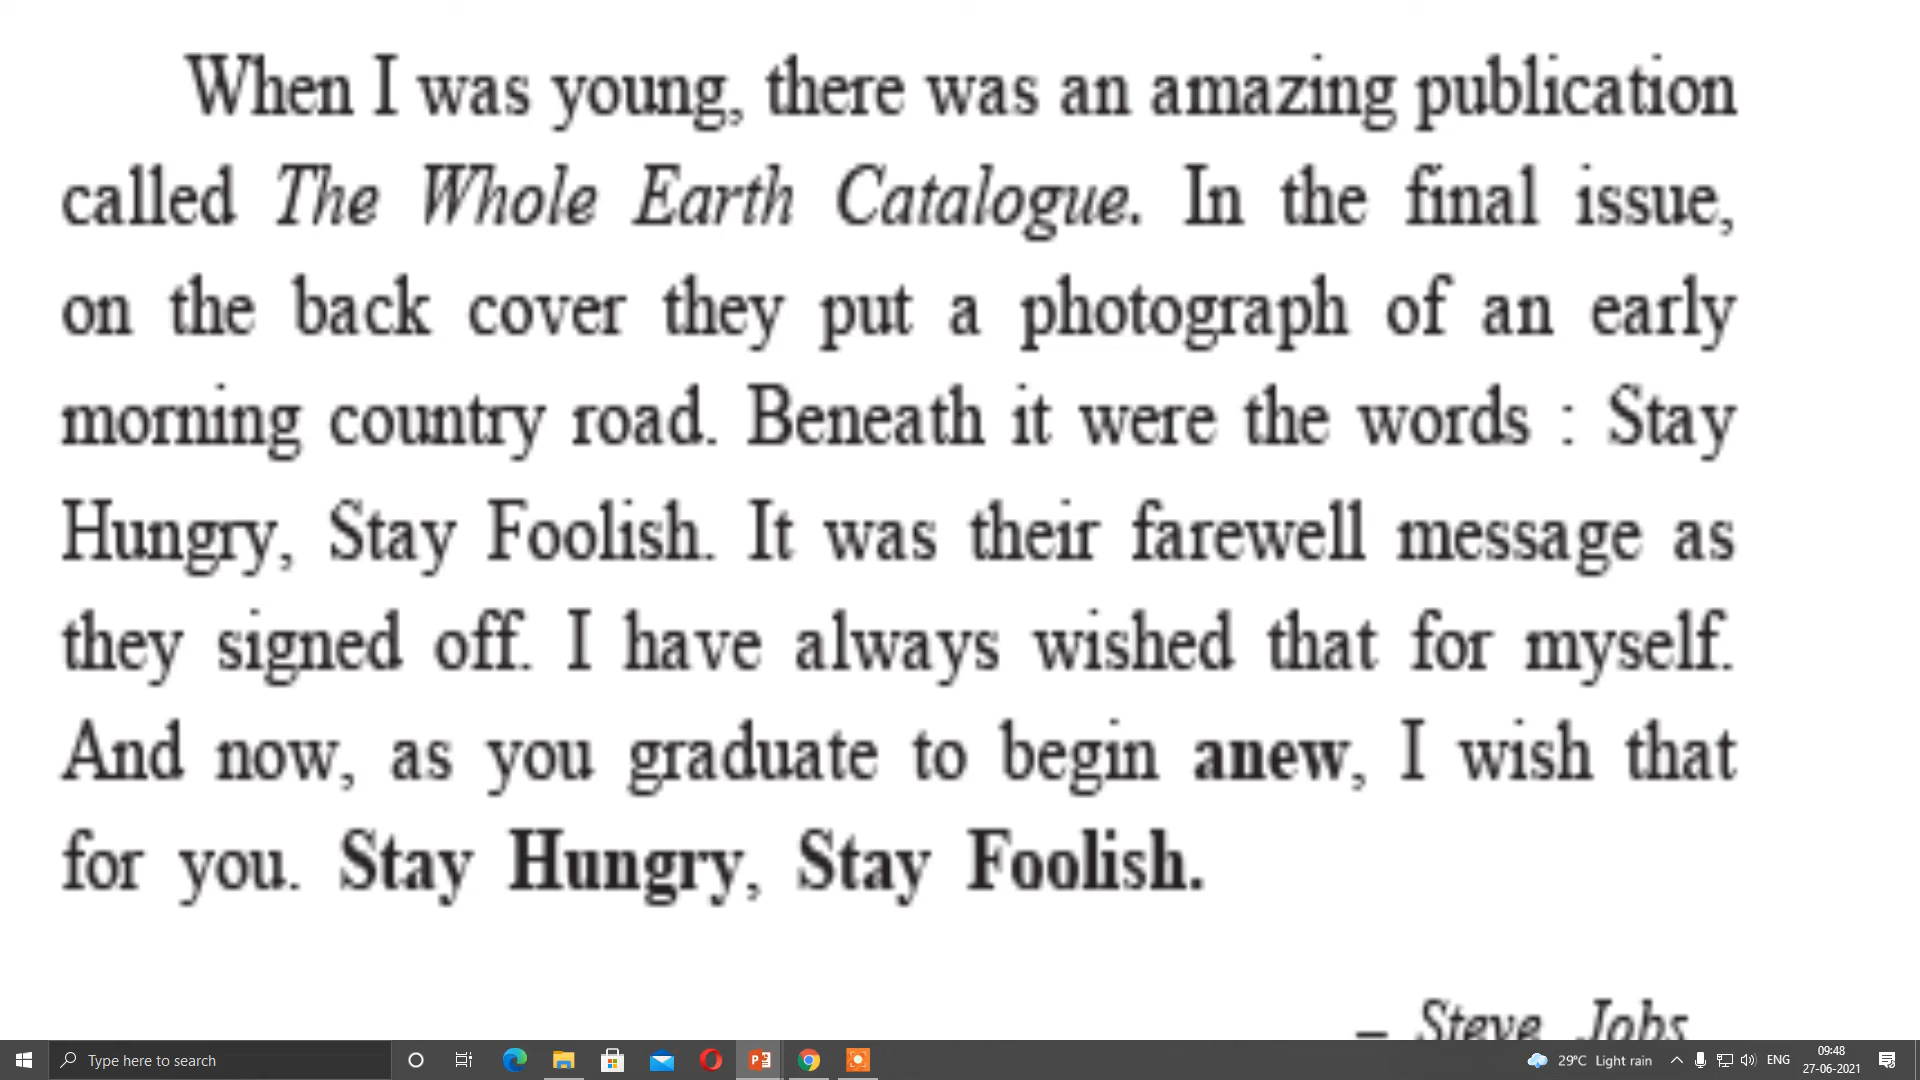 When I was young, there was an amazing publication
called The Whole Earth Catalogue. In the final issue,
on the back cover they put a photograph of an early
morning country road. Beneath it were the words : Stay
Hungry, Stay Foolish. It was their farewell message as
they signed off. I have always wished that for myself.
And now, as you graduate to begin anew, I wish that
for you. Stay Hungry, Stay Foolish.
– Steve Jobs
Type here to search
29°C Light rain
ENG
09:48
27-06-2021